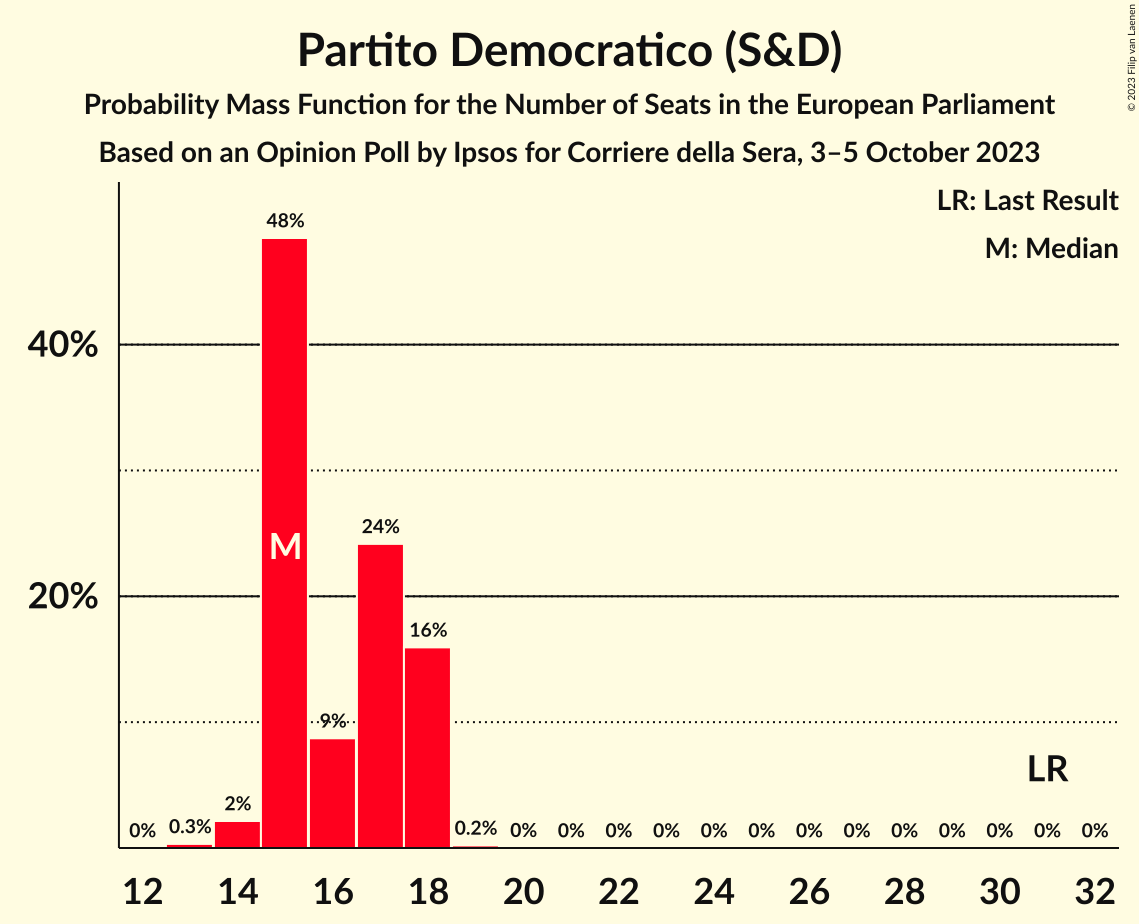 Partito Democratico (S&D)
Probability Mass Function for the Number of Seats in the European Parliament
Based on an Opinion Poll by Ipsos for Corriere della Sera, 3–5 October 2023
© 2023 Filip van Laenen
LR: Last Result
M: Median
40%
20%
0% 0.3% 2% 48% 9% 24% 16% 0.2% 0% 0% 0% 0% 0% 0% 0% 0% 0% 0% 0% 0% 0%
M
LR
12 14 16 18 20 22 24 26 28 30 32